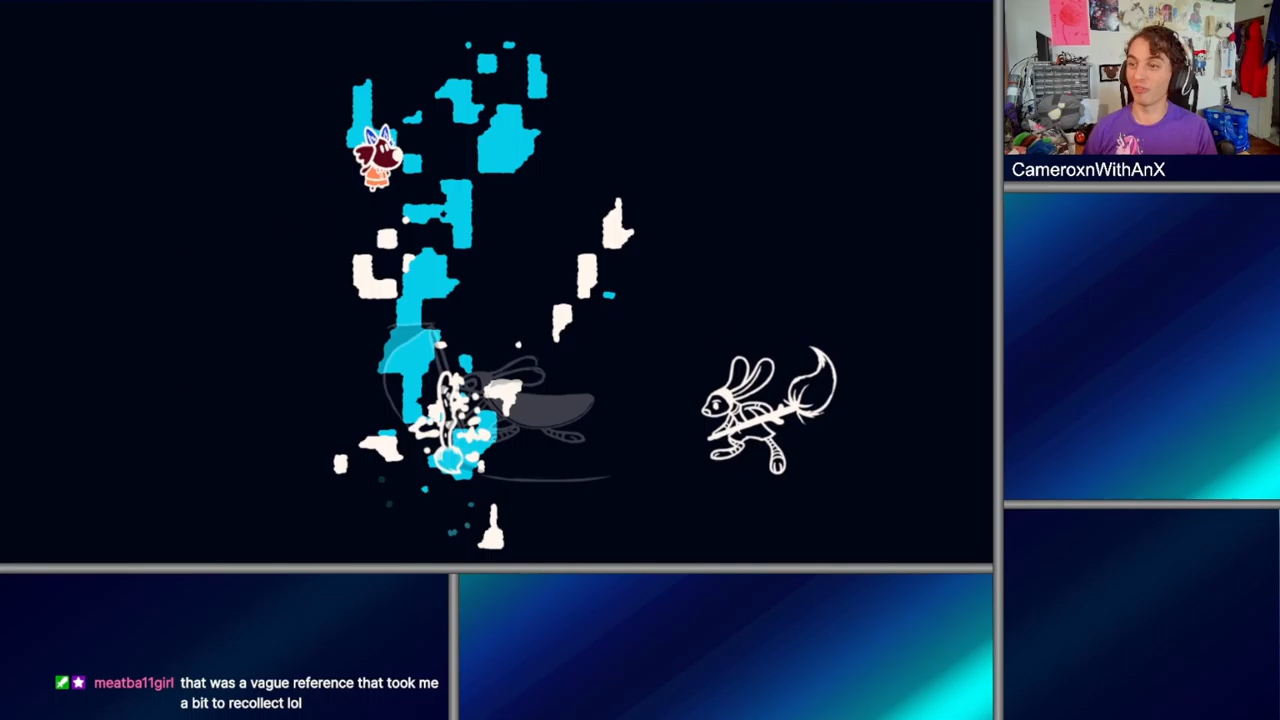 CameroxnWithAnX
meatba11girl that was a vague reference that took me
a bit to recollect lol